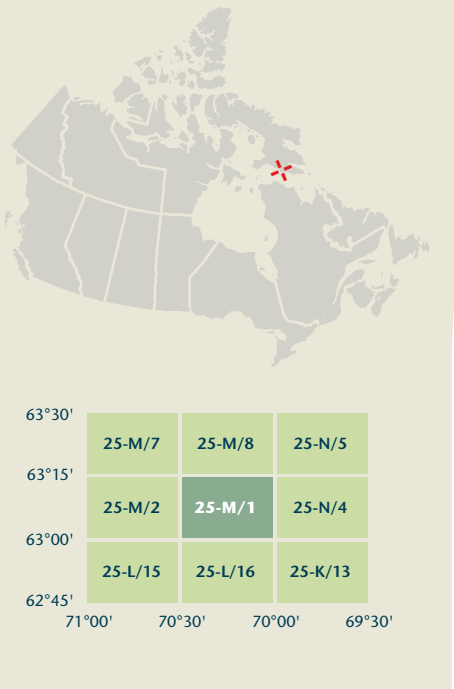 63°30'
25-M/7 25-M/8 25-N/5
63°15'
25-M/2 25-M/1 25-N/4
63°00'
25-L/15 25-L/16 25-K/13
62°45'
71°00' 70°30' 70°00' 69°30'